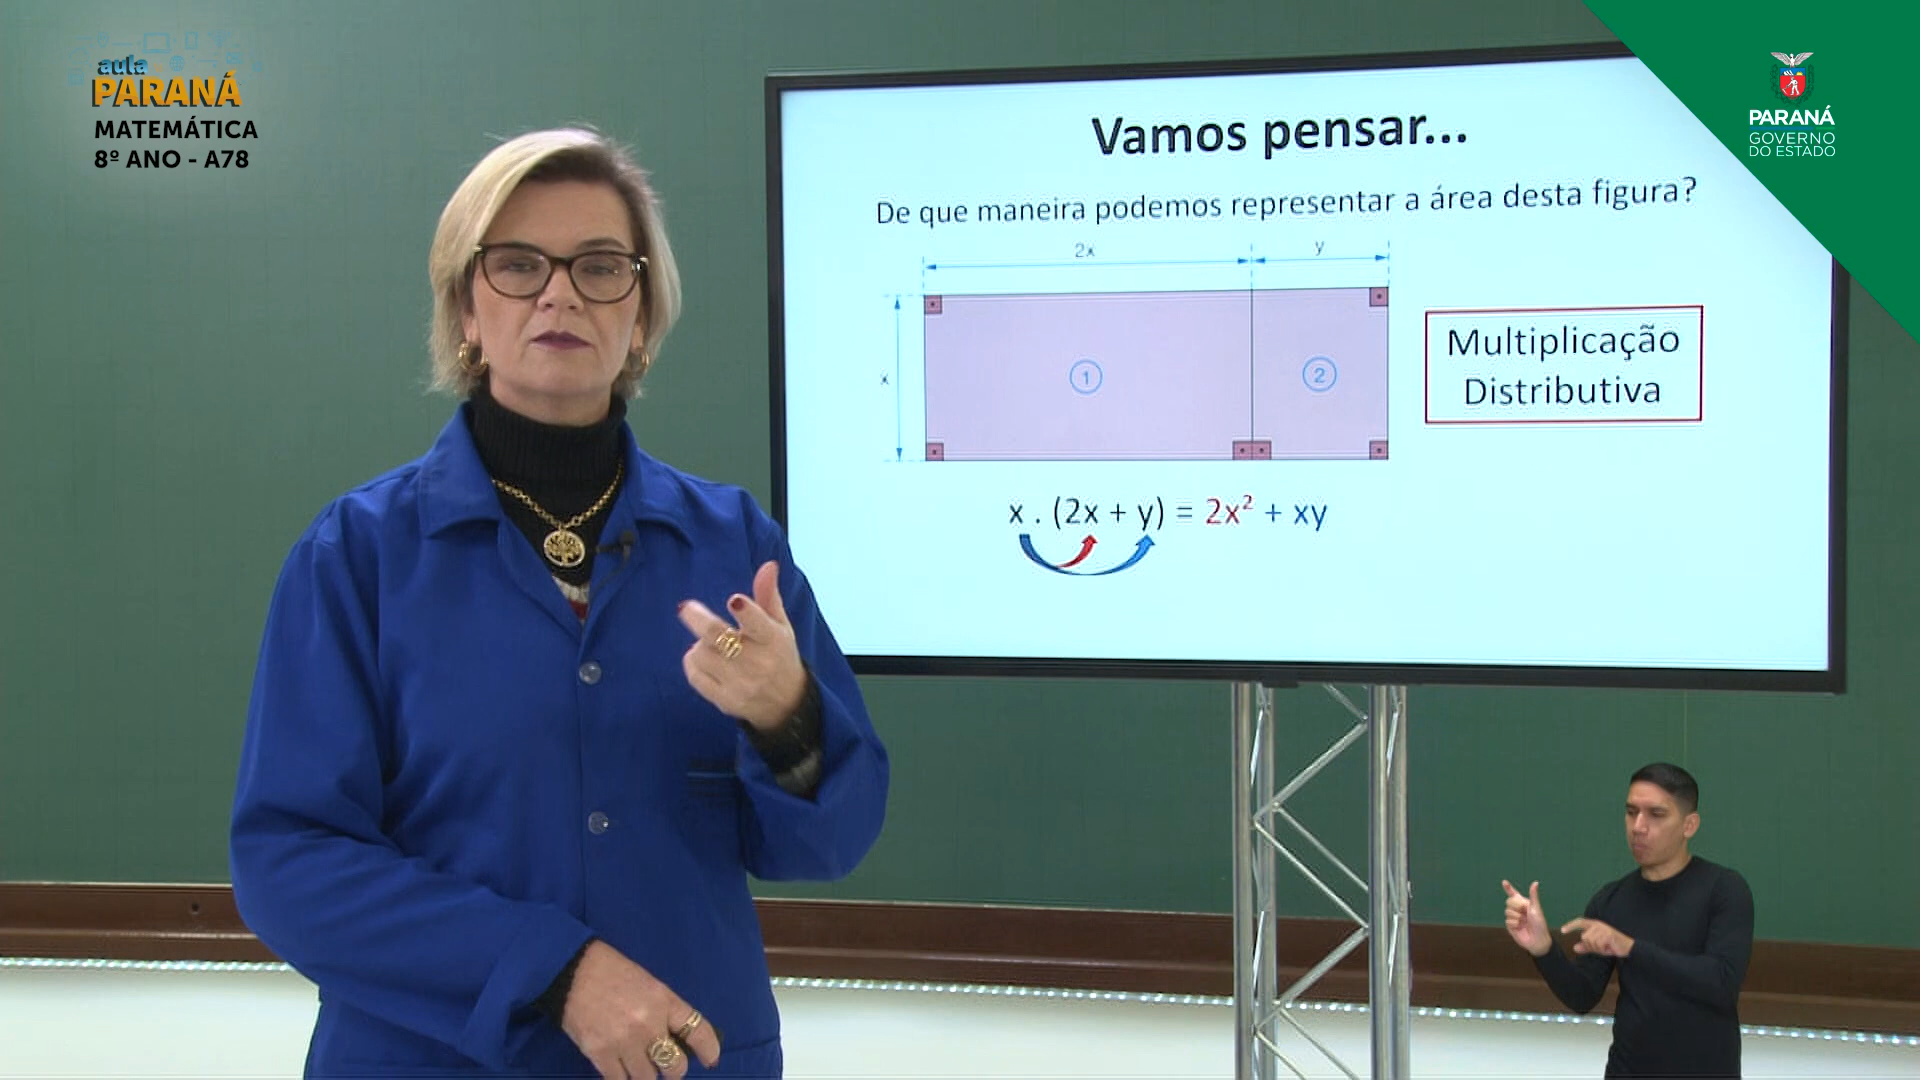 aula
PARANÁ
MATEMÁTICA
8º ANO - A78
PARANÁ
GOVERNO
DO ESTADO
Vamos pensar...
De que maneira podemos representar a área desta figura?
2x
y
x
1
2
Multiplicação
Distributiva
x . (2x + y) = 2x² + xy